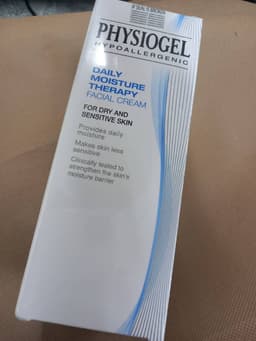 PHYSIOGEL
HYPOALLERGENIC
DAILY
MOISTURE
THERAPY
FACIAL CREAM
FOR DRY AND
SENSITIVE SKIN
Provides daily
moisture
Makes skin less
sensitive
Clinically tested to
strengthen the skin's
moisture barrier